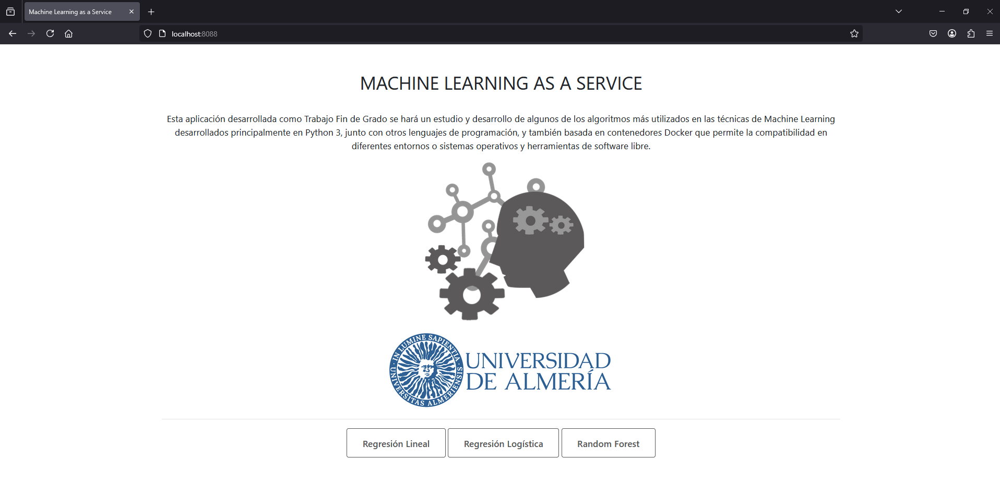 Machine Learning as a Service
localhost:8088
MACHINE LEARNING AS A SERVICE
Esta aplicación desarrollada como Trabajo Fin de Grado se hará un estudio y desarrollo de algunos de los algoritmos más utilizados en las técnicas de Machine Learning
desarrollados principalmente en Python 3, junto con otros lenguajes de programación, y también basada en contenedores Docker que permite la compatibilidad en
diferentes entornos o sistemas operativos y herramientas de software libre.
IN LUMINE SAPIENTIA
UNIVERSITAS ALMERIENSIS
UNIVERSIDAD
DE ALMERÍA
Regresión Lineal
Regresión Logística
Random Forest